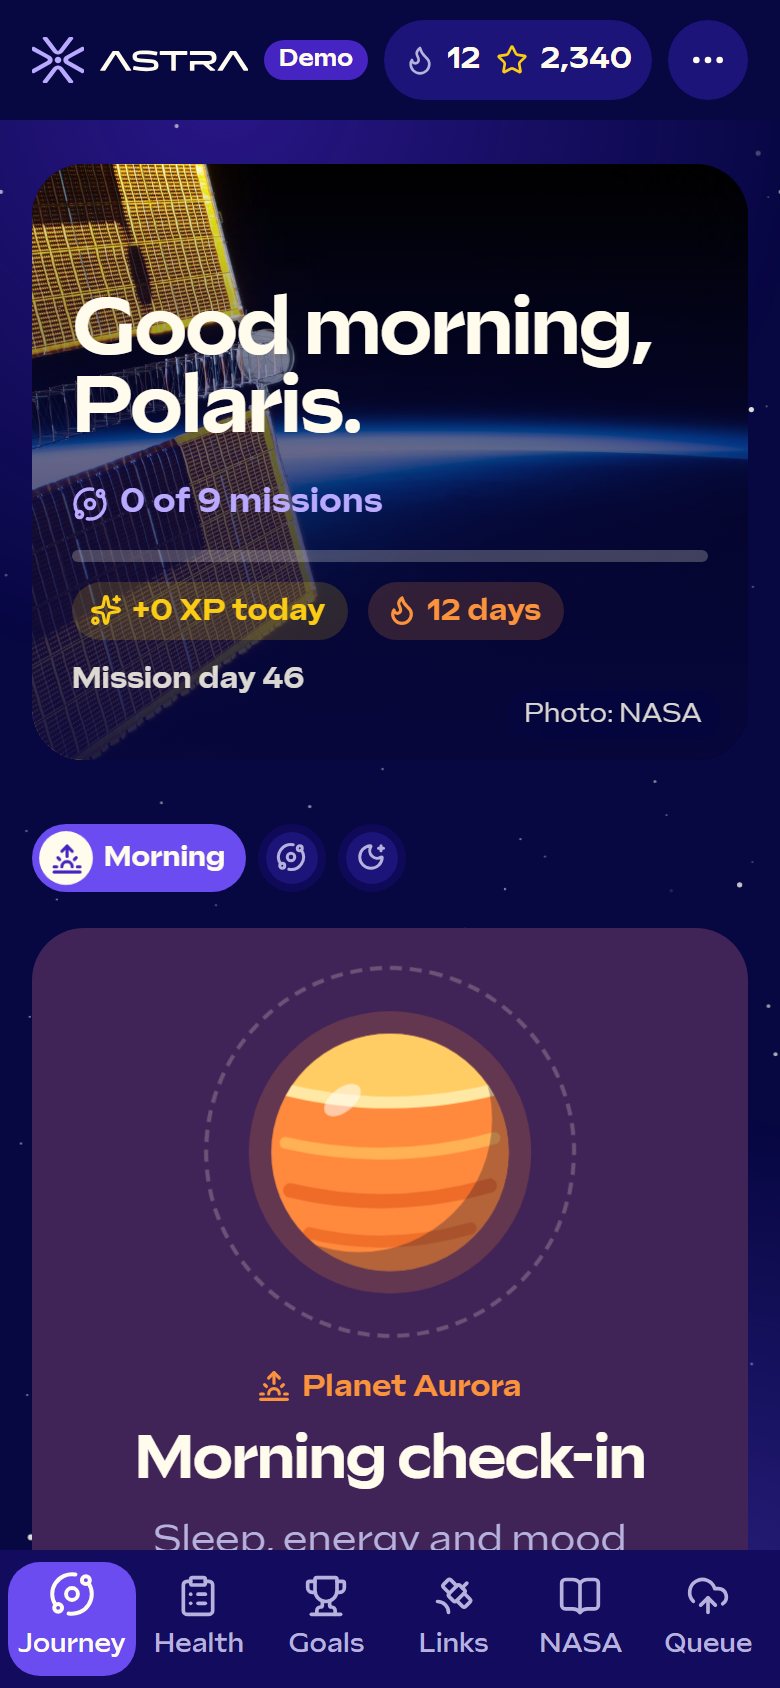 ASTRA Demo 12 2,340
Good morning,
Polaris.
0 of 9 missions
+0 XP today 12 days
Mission day 46
Photo: NASA
Morning
Planet Aurora
Morning check-in
Sleep, energy and mood
Journey Health Goals Links NASA Queue